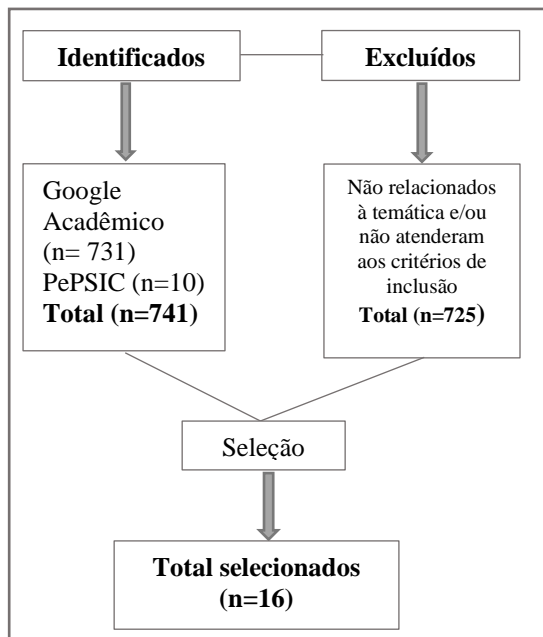 Identificados
Excluídos
Google
Acadêmico
(n= 731)
PePSIC (n=10)
Total (n=741)
Não relacionados
à temática e/ou
não atenderam
aos critérios de
inclusão
Total (n=725)
Seleção
Total selecionados
(n=16)